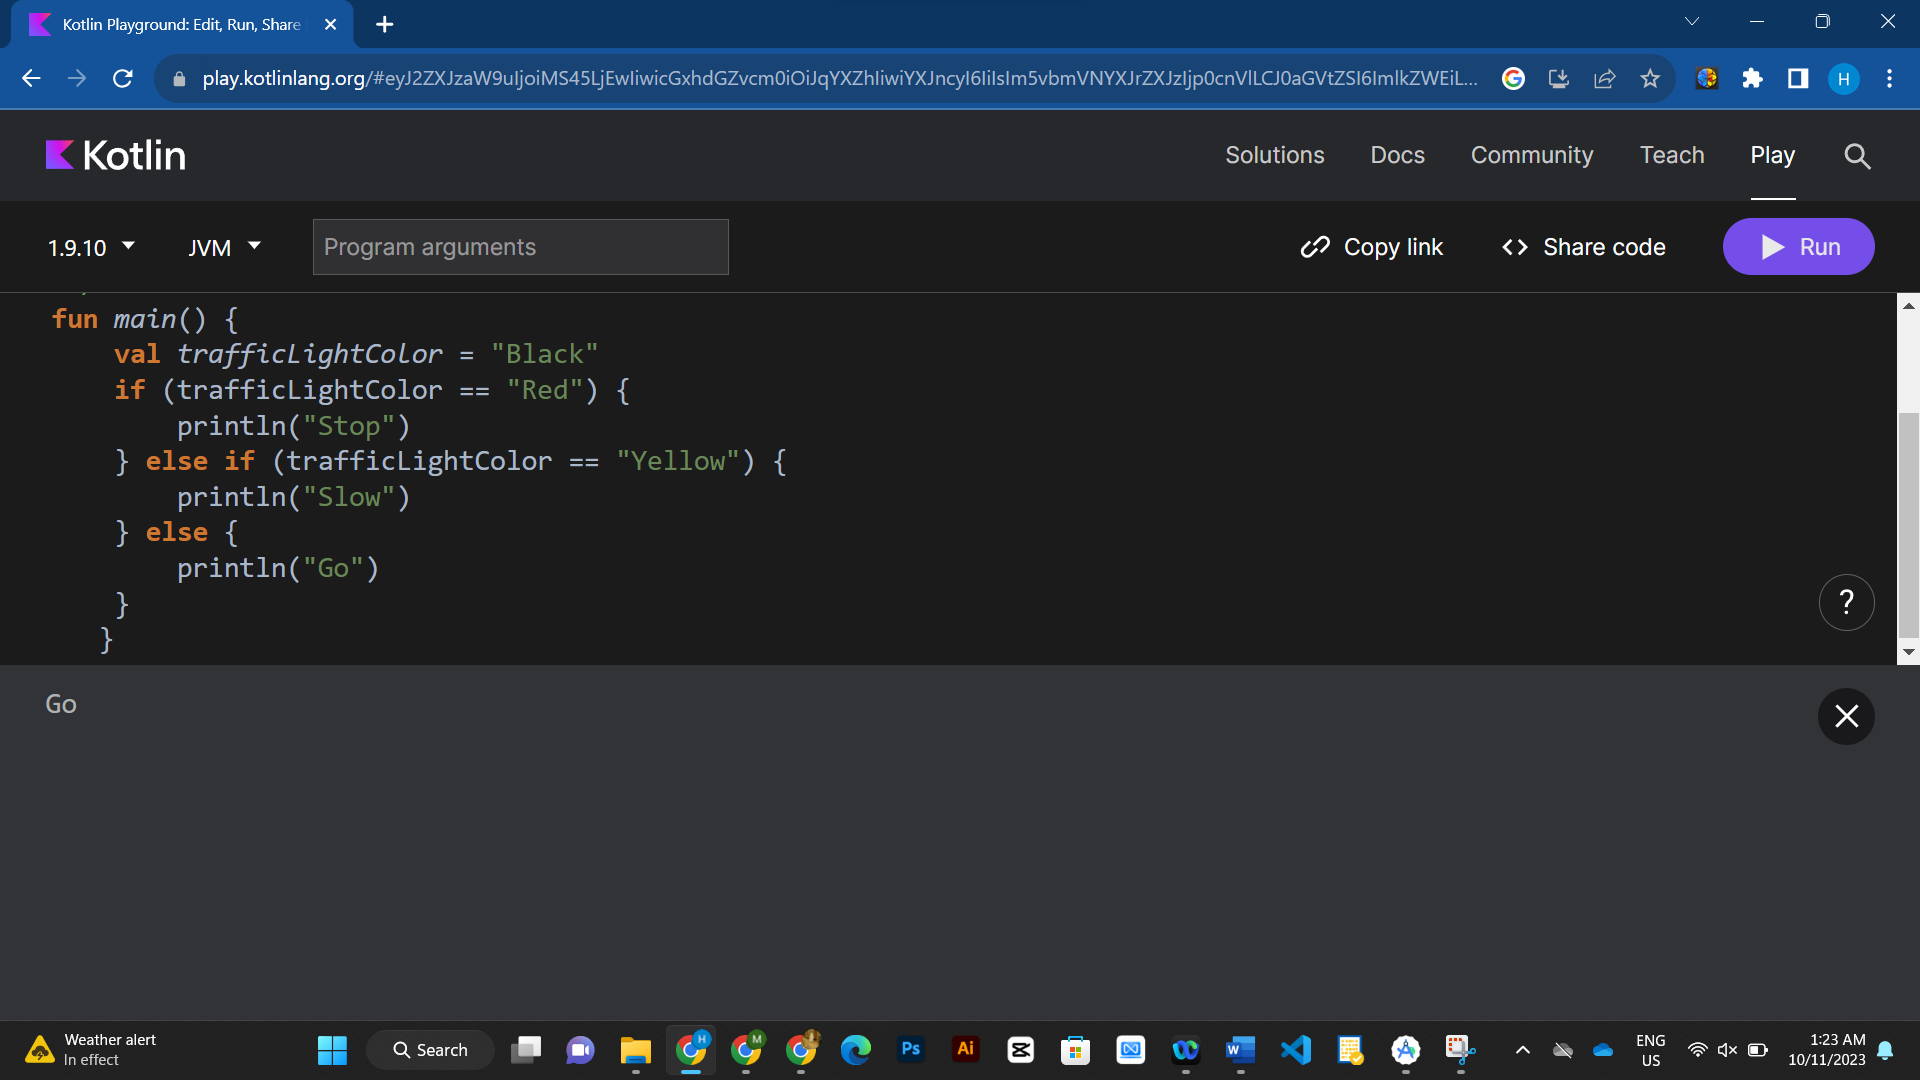 Kotlin Playground: Edit, Run, Share
play.kotlinlang.org/#eyJ2ZXJzaW9uIjoiMS45LjEwIiwicGxhdGZvcm0iOiJqYXZhIiwiYXJncyI6IiIsIm5vbmVNYXJrZXJzIjp0cnVlLCJ0aGVtZSI6ImlkZWEiL...
H
Kotlin
Solutions Docs Community Teach Play
1.9.10 JVM Program arguments Copy link Share code Run
fun main() {
val trafficLightColor = "Black"
if (trafficLightColor == "Red") {
println("Stop")
} else if (trafficLightColor == "Yellow") {
println("Slow")
} else {
println("Go")
}
}
?
Go
Weather alert
In effect
Search
H
M
Ps
Ai
W
ENG
US
1:23 AM
10/11/2023